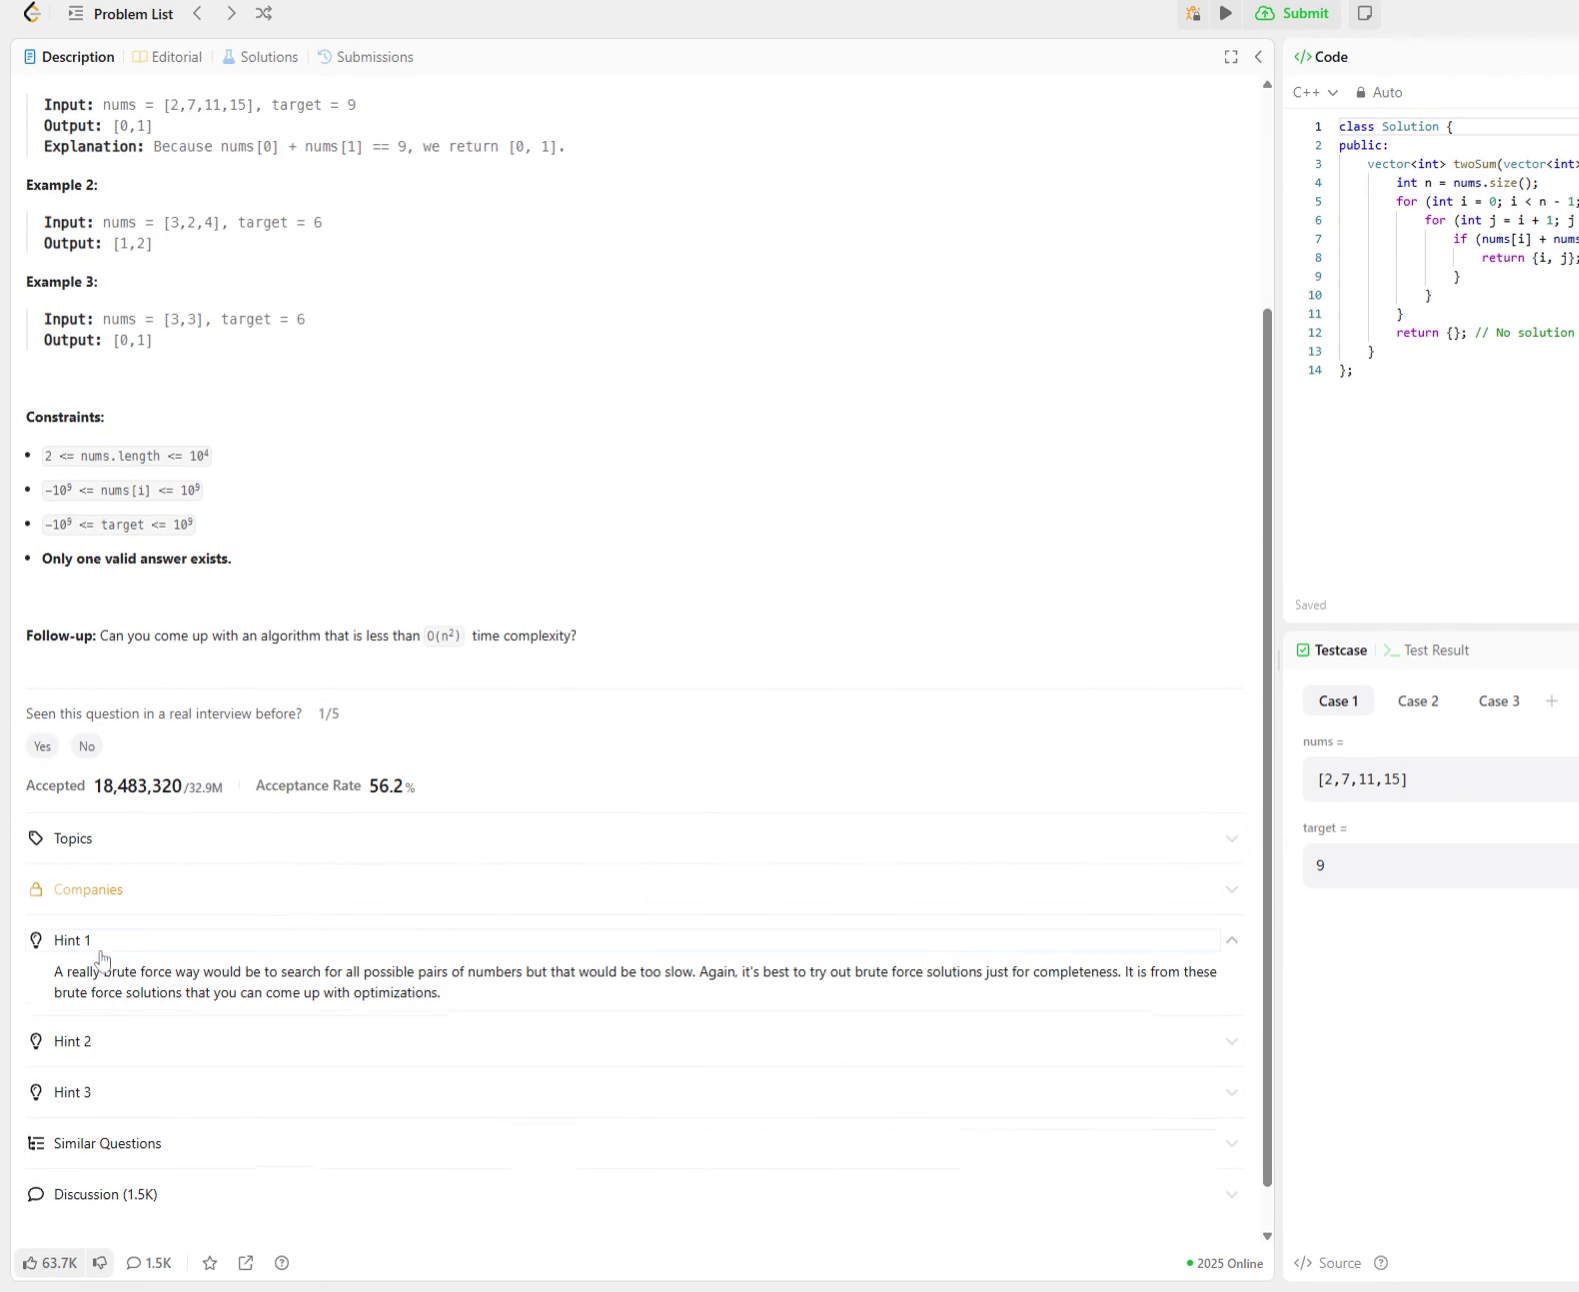 Problem List
Submit
Description
Editorial
Solutions
Submissions
Input: nums = [2,7,11,15], target = 9
Output: [0,1]
Explanation: Because nums[0] + nums[1] == 9, we return [0, 1].
Example 2:
Input: nums = [3,2,4], target = 6
Output: [1,2]
Example 3:
Input: nums = [3,3], target = 6
Output: [0,1]
Constraints:
• 2 <= nums.length <= 10⁴
• -10⁹ <= nums[i] <= 10⁹
• -10⁹ <= target <= 10⁹
• Only one valid answer exists.
Follow-up: Can you come up with an algorithm that is less than O(n²) time complexity?
Seen this question in a real interview before? 1/5
Yes No
Accepted 18,483,320/32.9M Acceptance Rate 56.2%
Topics
Companies
Hint 1
A really brute force way would be to search for all possible pairs of numbers but that would be too slow. Again, it's best to try out brute force solutions just for completeness. It is from these
brute force solutions that you can come up with optimizations.
Hint 2
Hint 3
Similar Questions
Discussion (1.5K)
63.7K
1.5K
2025 Online
</> Code
C++
Auto
1 class Solution {
2 public:
3 vector<int> twoSum(vector<int>
4 int n = nums.size();
5 for (int i = 0; i < n - 1;
6 for (int j = i + 1; j
7 if (nums[i] + nums
8 return {i, j};
9 }
10 }
11 }
12 return {}; // No solution
13 }
14 };
Saved
Testcase
>_ Test Result
Case 1 Case 2 Case 3 +
nums =
[2,7,11,15]
target =
9
</> Source